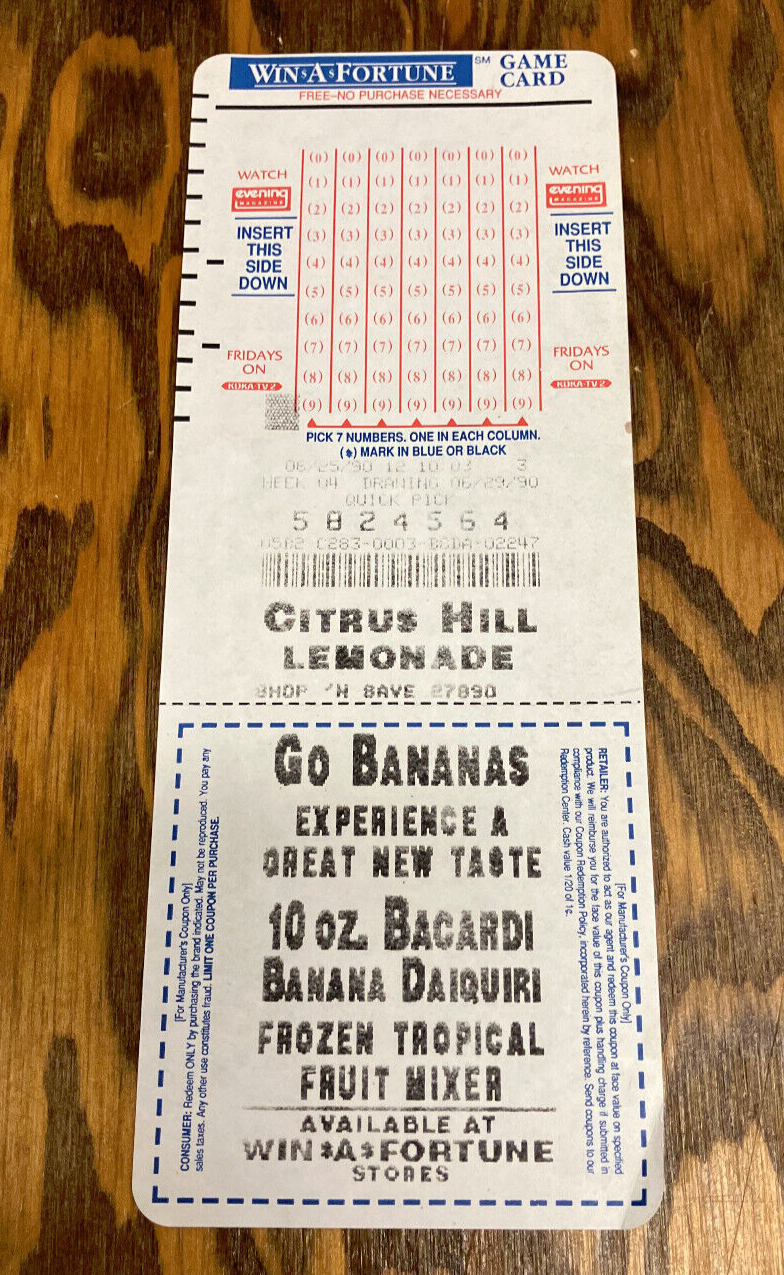 WIN$A$FORTUNE SM GAME CARD
FREE–NO PURCHASE NECESSARY
WATCH
evening
MAGAZINE
INSERT
THIS
SIDE
DOWN
FRIDAYS
ON
KDKA-TV 2
(0) (0) (0) (0) (0) (0) (0)
(1) (1) (1) (1) (1) (1) (1)
(2) (2) (2) (2) (2) (2) (2)
(3) (3) (3) (3) (3) (3) (3)
(4) (4) (4) (4) (4) (4) (4)
(5) (5) (5) (5) (5) (5) (5)
(6) (6) (6) (6) (6) (6) (6)
(7) (7) (7) (7) (7) (7) (7)
(8) (8) (8) (8) (8) (8) (8)
(9) (9) (9) (9) (9) (9) (9)
WATCH
evening
MAGAZINE
INSERT
THIS
SIDE
DOWN
FRIDAYS
ON
KDKA-TV 2
PICK 7 NUMBERS. ONE IN EACH COLUMN.
MARK IN BLUE OR BLACK
06/25/90 12 10 03 3
WEEK 04 DRAWING 06/29/90
QUICK PICK
5 8 2 4 5 6 4
CITRUS HILL
LEMONADE
SHOP 'N SAVE 27890
GO BANANAS
EXPERIENCE A
GREAT NEW TASTE
10 OZ. BACARDI
BANANA DAIQUIRI
FROZEN TROPICAL
FRUIT MIXER
AVAILABLE AT
WIN$A$FORTUNE
STORES
[For Manufacturer's Coupon Only]
CONSUMER: Redeem ONLY by purchasing the brand indicated. May not be reproduced. You pay any
sales taxes. Any other use constitutes fraud. LIMIT ONE COUPON PER PURCHASE.
[For Manufacturer's Coupon Only]
RETAILER: You are authorized to act as our agent and redeem this coupon at face value on specified
product. We will reimburse you for the face value of this coupon plus handling charge if submitted in
compliance with our Coupon Redemption Policy, incorporated herein by reference. Send coupons to our
Redemption Center. Cash value 1/20 of 1¢.